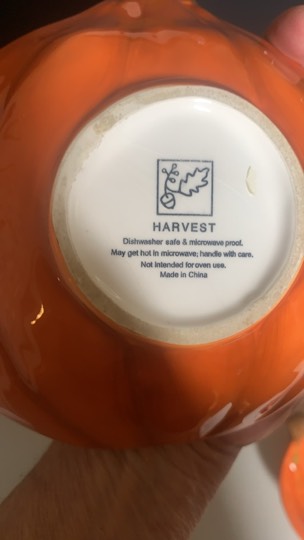 HARVEST
Dishwasher safe & microwave proof.
May get hot in microwave; handle with care.
Not intended for oven use.
Made in China